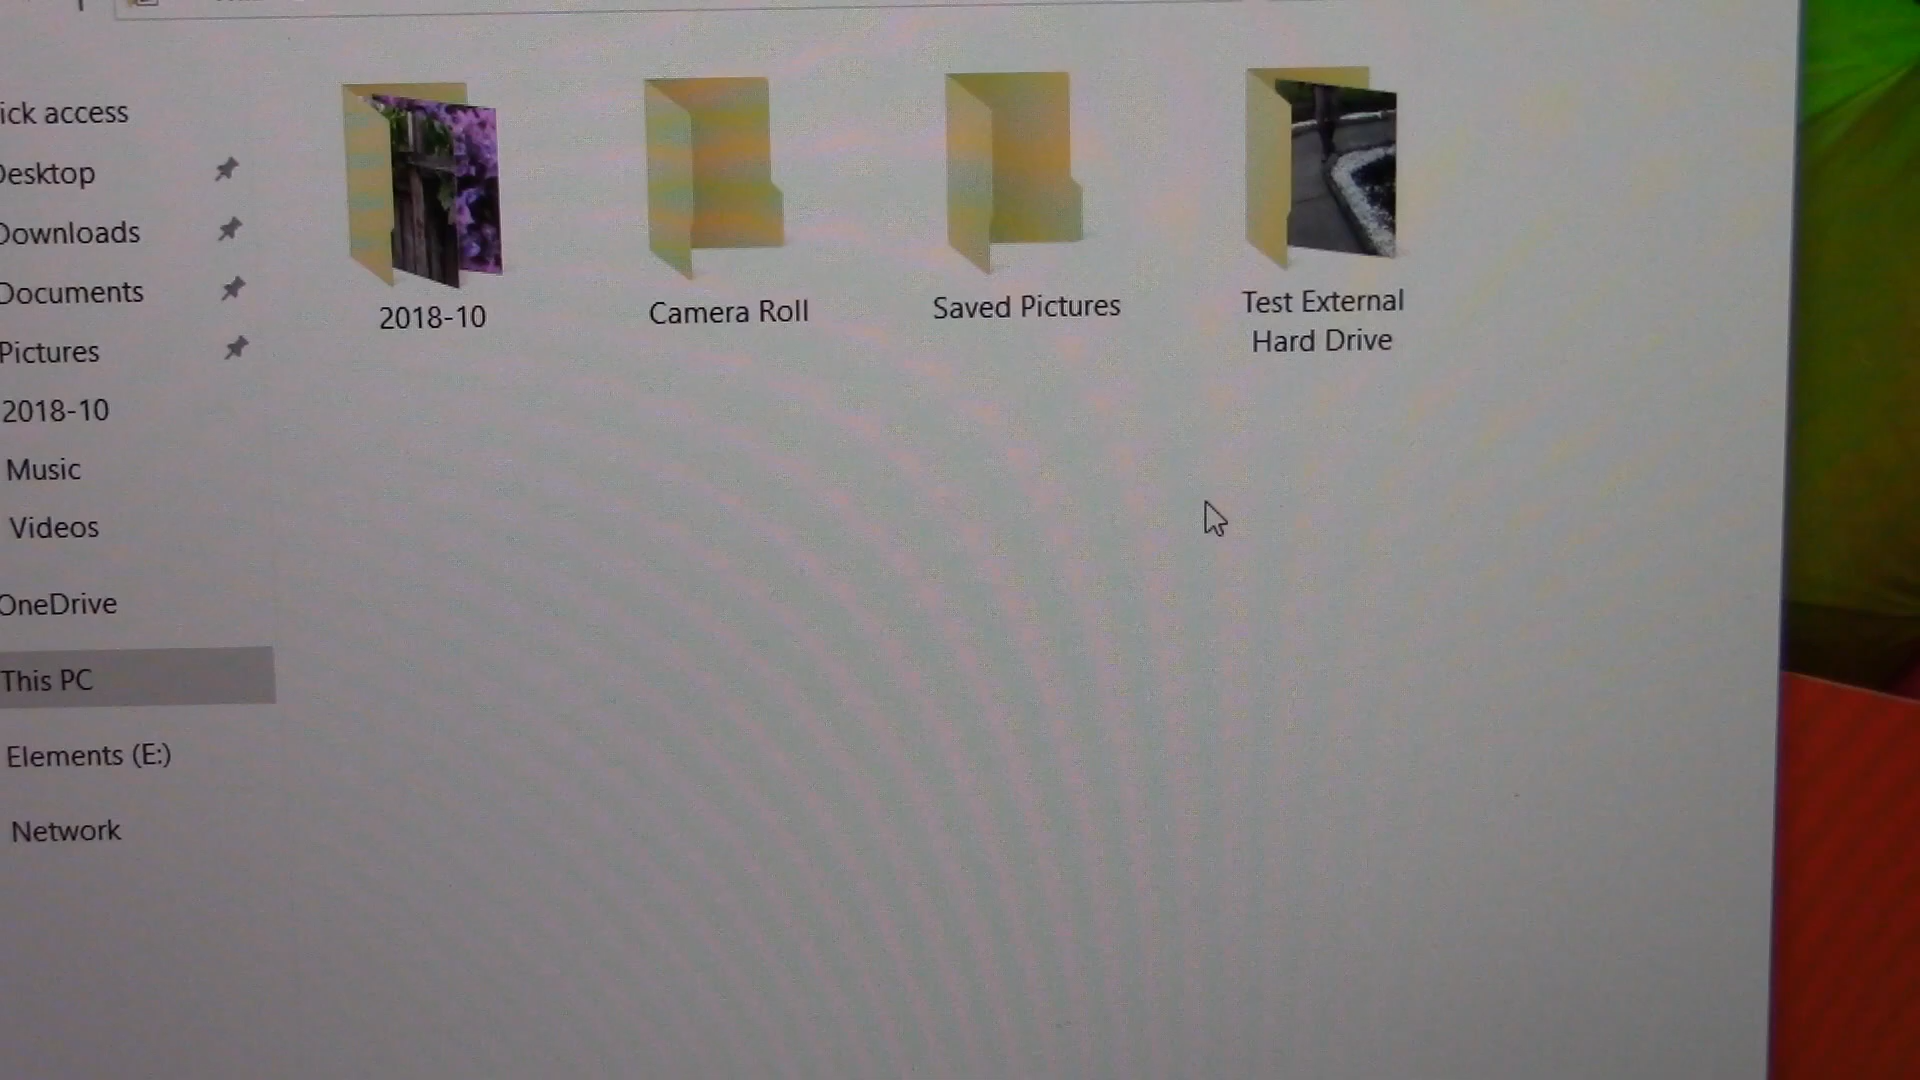 ick access
Desktop
Downloads
Documents
Pictures
2018-10
Music
Videos
OneDrive
This PC
Elements (E:)
Network
2018-10
Camera Roll
Saved Pictures
Test External
Hard Drive